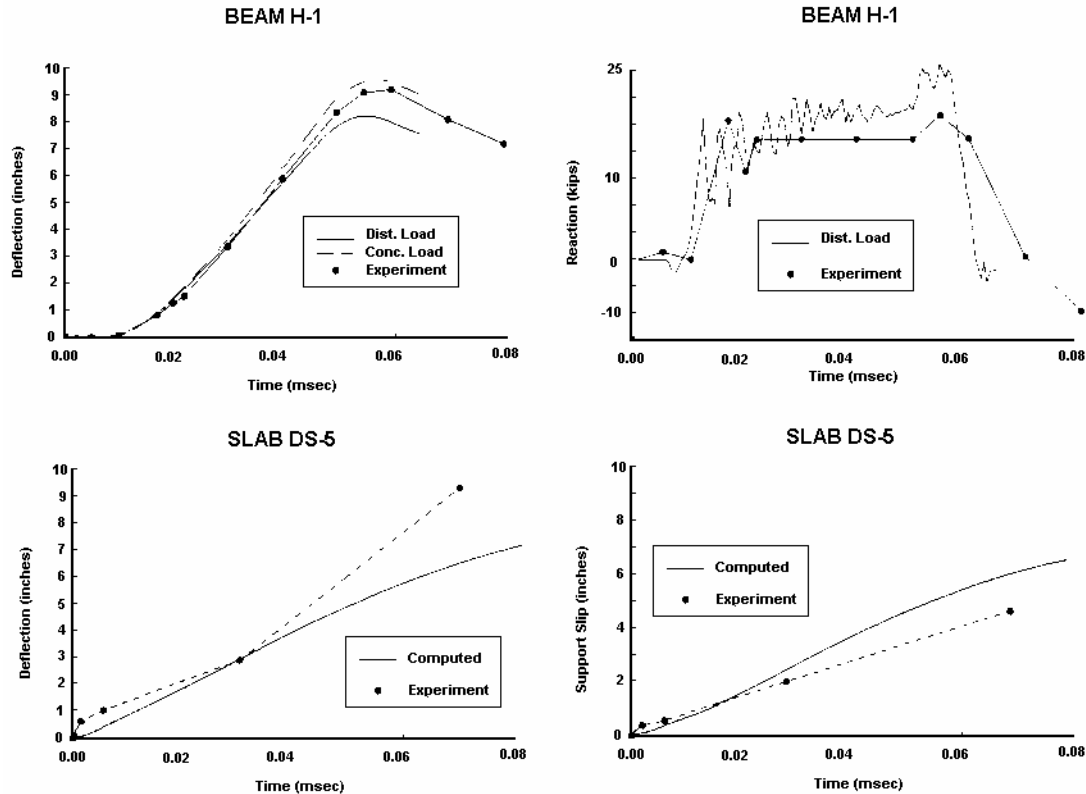 BEAM H-1
Deflection (inches)
10
9
8
7
6
5
4
3
2
1
0
0.00
0.02
0.04
0.06
0.08
Time (msec)
Dist. Load
Conc. Load
Experiment
BEAM H-1
Reaction (kips)
25
10
0
-10
0.00
0.02
0.04
0.06
0.08
Time (msec)
Dist. Load
Experiment
SLAB DS-5
Deflection (inches)
10
9
8
7
6
5
4
3
2
1
0
0.00
0.02
0.04
0.06
0.08
Time (msec)
Computed
Experiment
SLAB DS-5
Support Slip (inches)
10
8
6
4
2
0
0.00
0.02
0.04
0.06
0.08
Time (msec)
Computed
Experiment